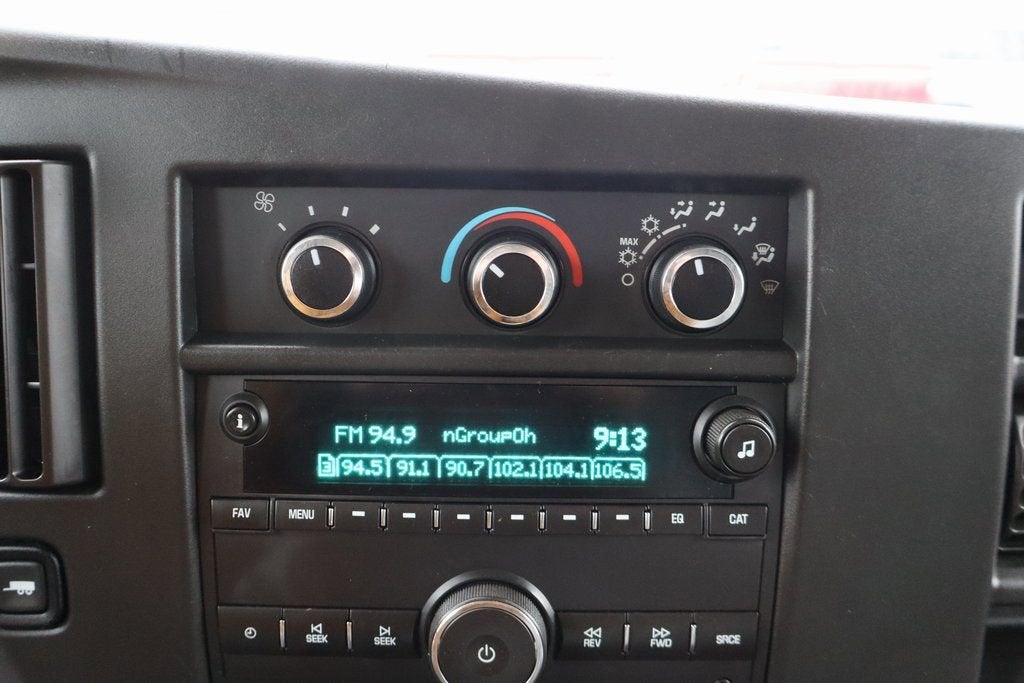 MAX
FM 94.9 nGroupOh 9:13
3 94.5 91.1 90.7 102.1 104.1 106.5
FAV MENU EQ CAT
SEEK SEEK REV FWD SRCE